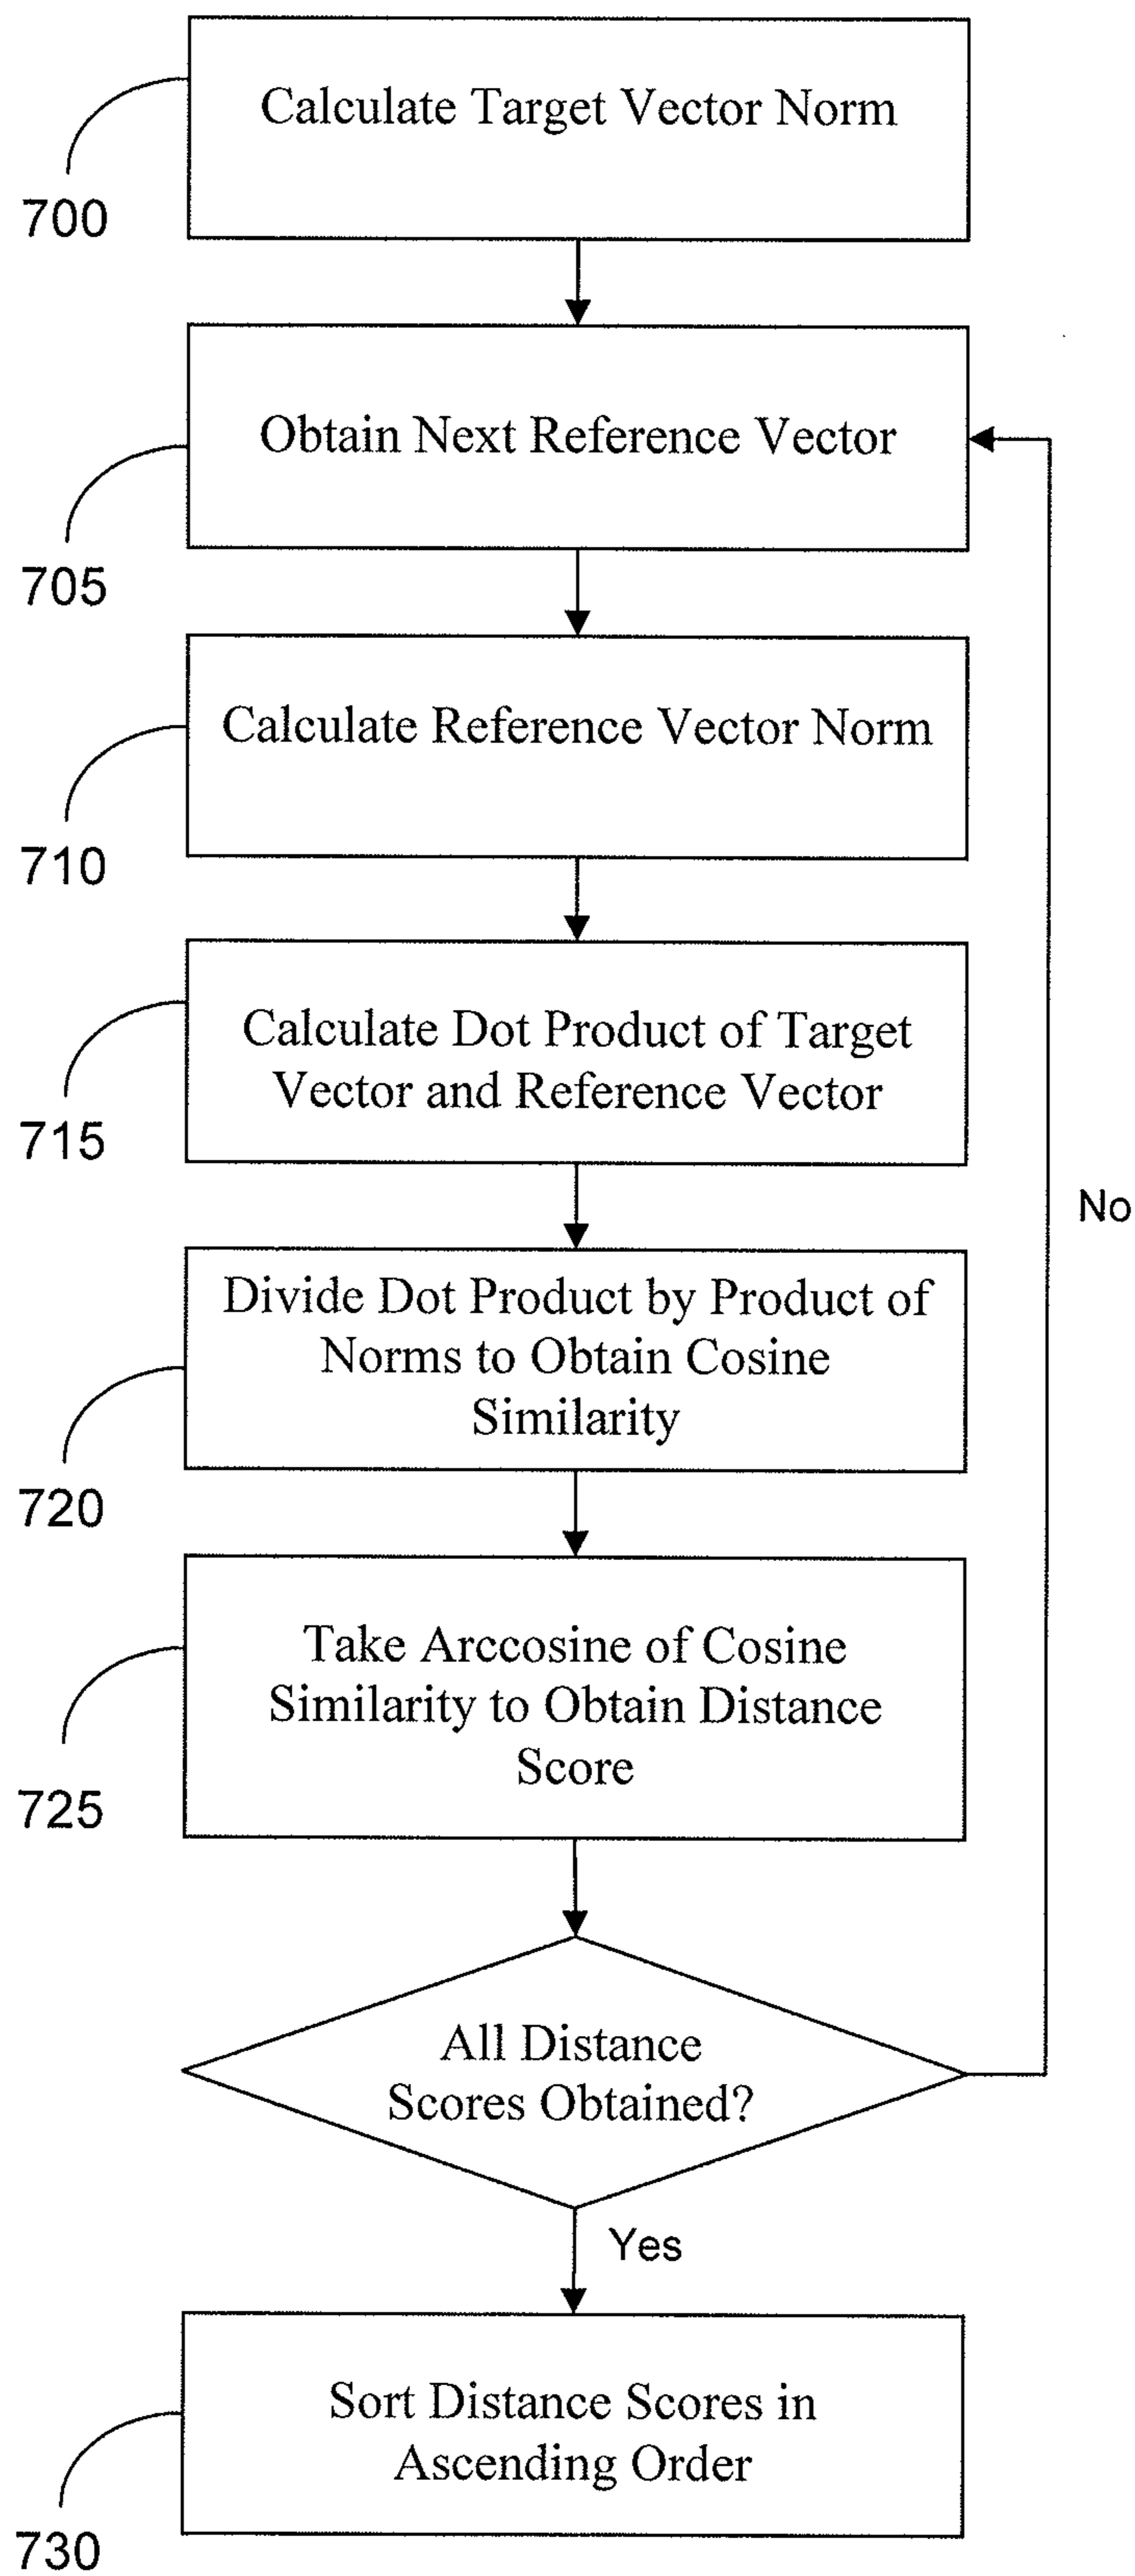 Calculate Target Vector Norm
700
Obtain Next Reference Vector
705
Calculate Reference Vector Norm
710
Calculate Dot Product of Target
Vector and Reference Vector
715
No
Divide Dot Product by Product of
Norms to Obtain Cosine
Similarity
720
Take Arccosine of Cosine
Similarity to Obtain Distance
Score
725
All Distance
Scores Obtained?
Yes
Sort Distance Scores in
Ascending Order
730